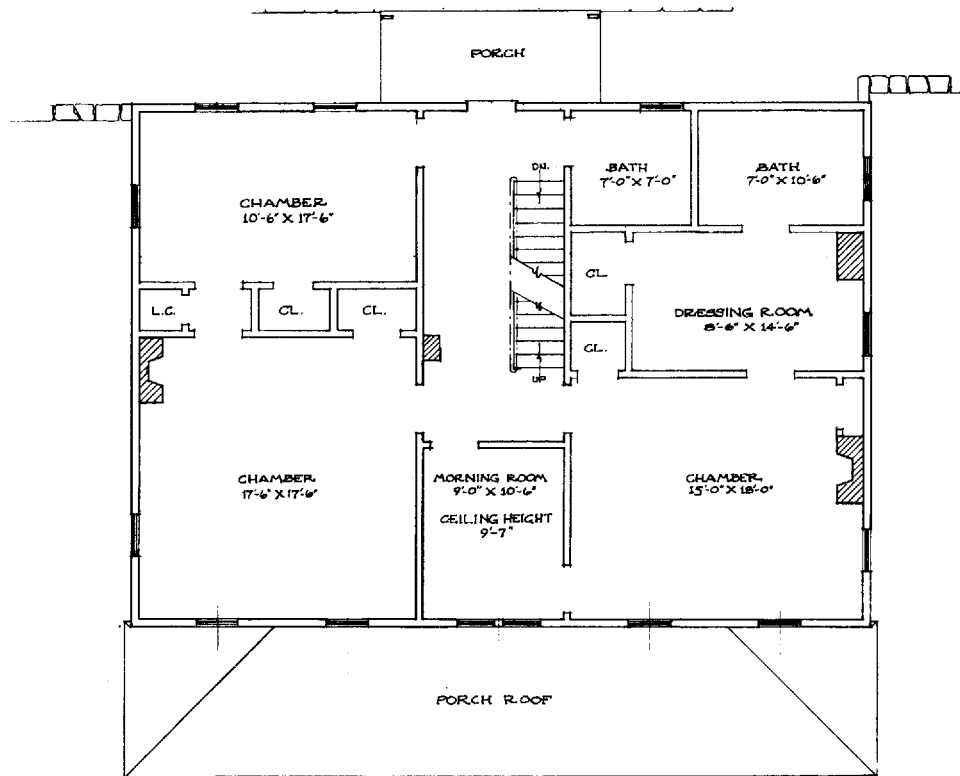 PORCH
BATH
7'-0" X 7'-0"
BATH
7'-0" X 10'-6"
DN.
CHAMBER
10'-6" X 17'-6"
CL.
L.C.
CL.
CL.
DRESSING ROOM
8'-6" X 14'-6"
CL.
UP
CHAMBER
17'-6" X 17'-6"
MORNING ROOM
9'-0" X 10'-6"
CEILING HEIGHT
9'-7"
CHAMBER
15'-0" X 18'-0"
PORCH ROOF